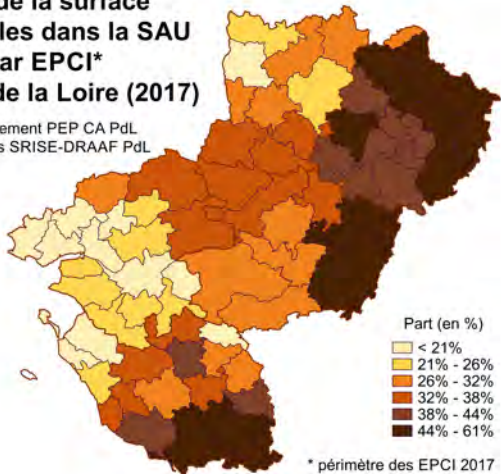 de la surface
les dans la SAU
ar EPCI*
de la Loire (2017)
ement PEP CA PdL
s SRISE-DRAAF PdL
Part (en %)
< 21%
21% - 26%
26% - 32%
32% - 38%
38% - 44%
44% - 61%
* périmètre des EPCI 2017